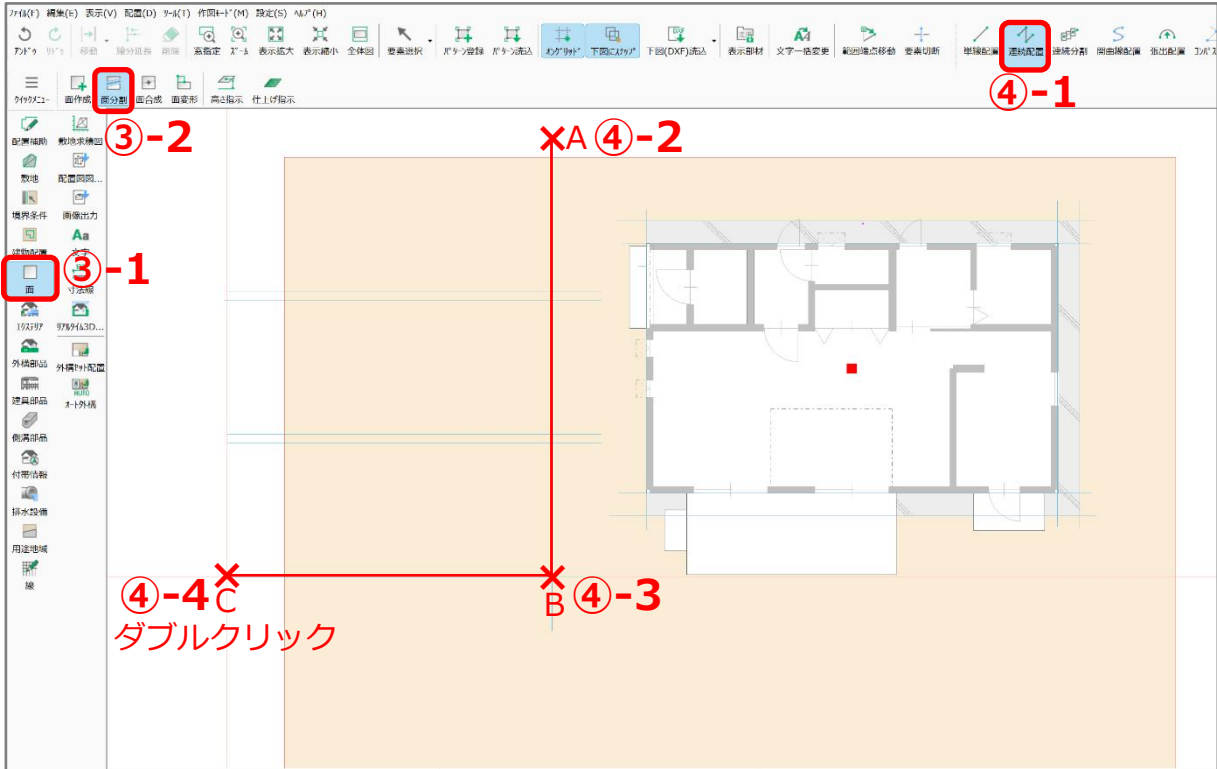 ファイル(F) 編集(E) 表示(V) 配置(D) ツール(T) 作図モード(M) 設定(S) ヘルプ(H)
アンドゥ 移動 線分伸長 削除 窓指定 ズーム 表示拡大 表示縮小 全体図 要素選択 パターン登録 パターン読込 オングリッド 下図にスナップ 下図(DXF)読込 表示部材 文字一括変更 範囲端点移動 要素切断 単線配置 連続配置 連続分割 開曲線配置 張出配置
④-1
クイックメニュー 面作成 面分割 面合成 面変形 高さ指示 仕上げ指示
③-2
A ④-2
配置補助 敷地求積図
敷地 配置図図...
境界条件 画像出力
建物配置 文字
③-1
面 寸法線
エクステリア リアルタイム3D...
外構部品 外構セット配置
建具部品 オート外構
側溝部品
付帯情報
排水設備
用途地域
線
④-4 C
B ④-3
ダブルクリック